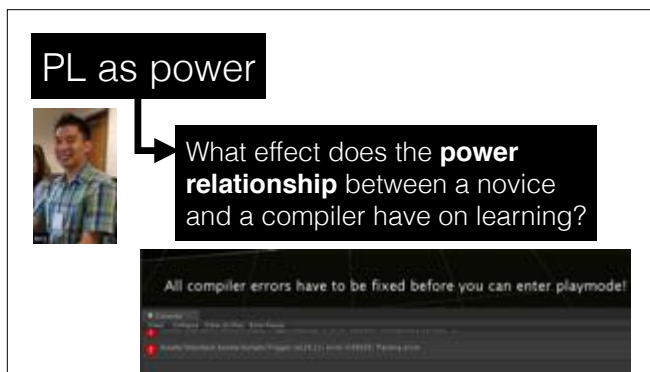 PL as power
What effect does the power
relationship between a novice
and a compiler have on learning?
All compiler errors have to be fixed before you can enter playmode!